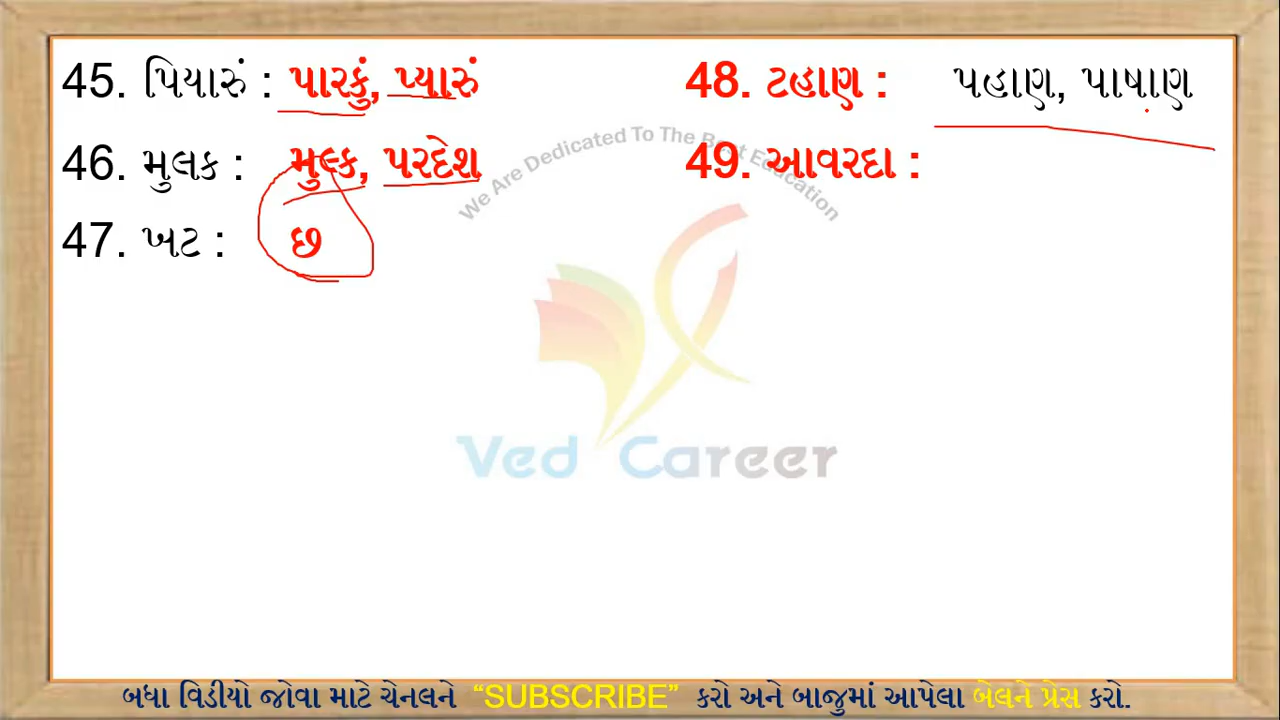 45. પિયારું : પારકું, પ્યારું
46. મુલક : મુલ્ક, પરદેશ
47. ખટ : છ
48. ટહાણ : પહાણ, પાષાણ
49. આવરદા :
We Are Dedicated To The Best Education
Ved Career
બધા વિડીયો જોવા માટે ચેનલને “SUBSCRIBE” કરો અને બાજુમાં આપેલા બેલને પ્રેસ કરો.